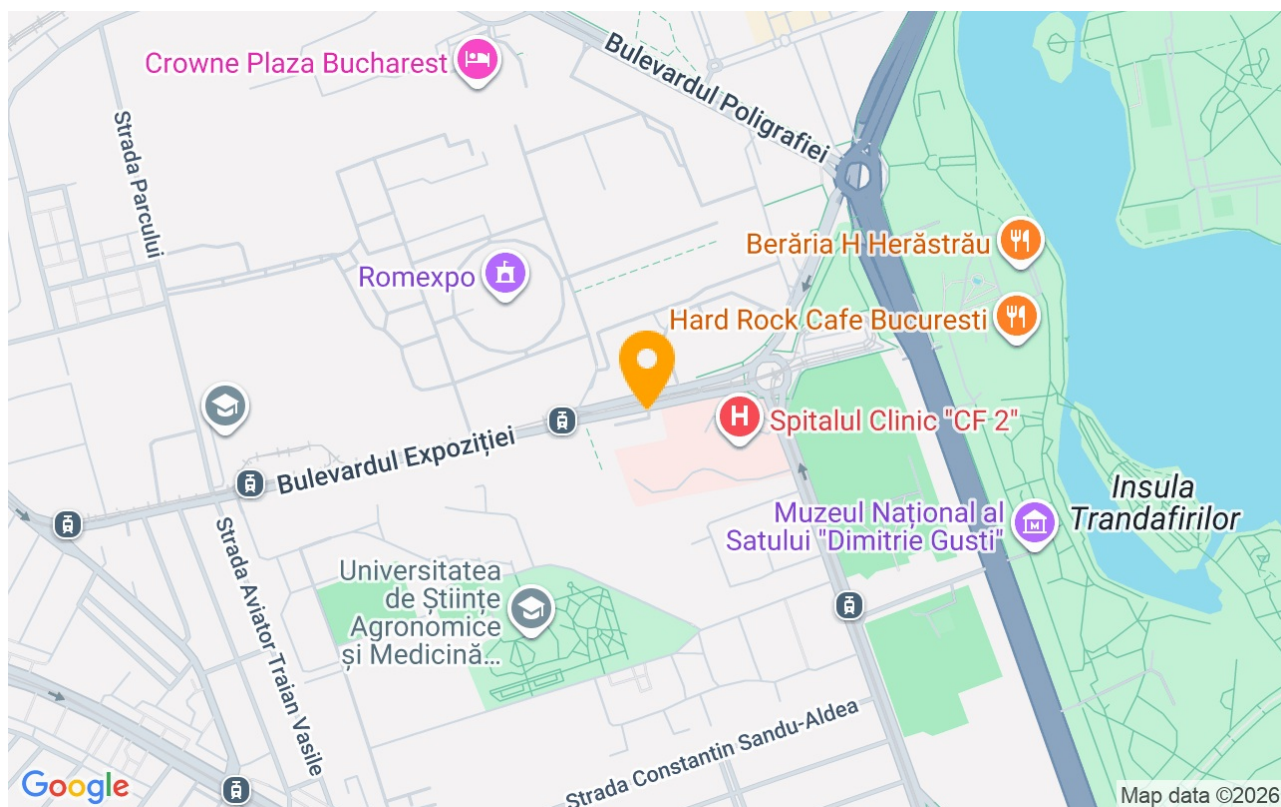 Crowne Plaza Bucharest
Bulevardul Poligrafiei
Strada Parcului
Berăria H Herăstrău
Romexpo
Hard Rock Cafe Bucuresti
H
Spitalul Clinic "CF 2"
Bulevardul Expoziției
Insula
Trandafirilor
Muzeul Național al
Satului "Dimitrie Gusti"
M
Strada Aviator Traian Vasile
Universitatea
de Științe
Agronomice
și Medicină...
Strada Constantin Sandu-Aldea
Google
Map data ©2026